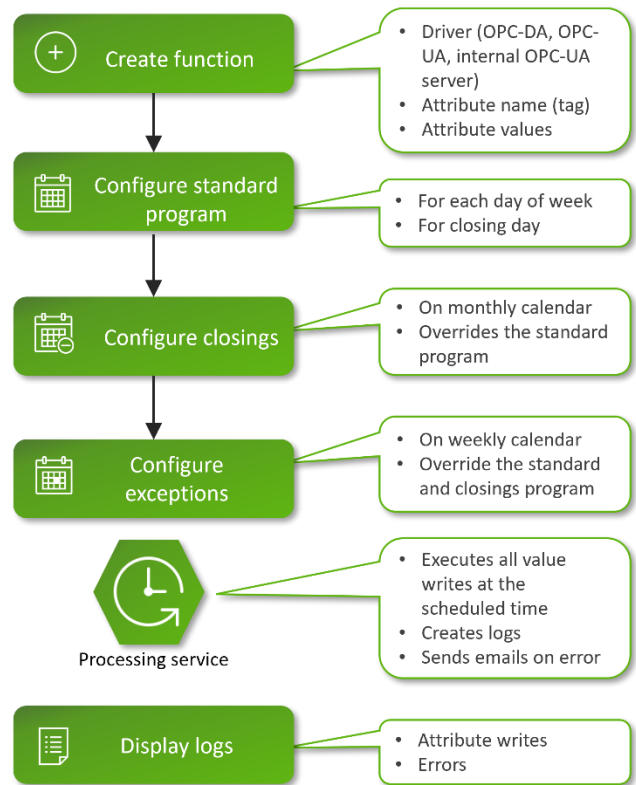 Create function
• Driver (OPC-DA, OPC-
UA, internal OPC-UA
server)
• Attribute name (tag)
• Attribute values
Configure standard
program
• For each day of week
• For closing day
Configure closings
• On monthly calendar
• Overrides the standard
program
Configure
exceptions
• On weekly calendar
• Override the standard
and closings program
Processing service
• Executes all value
writes at the
scheduled time
• Creates logs
• Sends emails on error
Display logs
• Attribute writes
• Errors